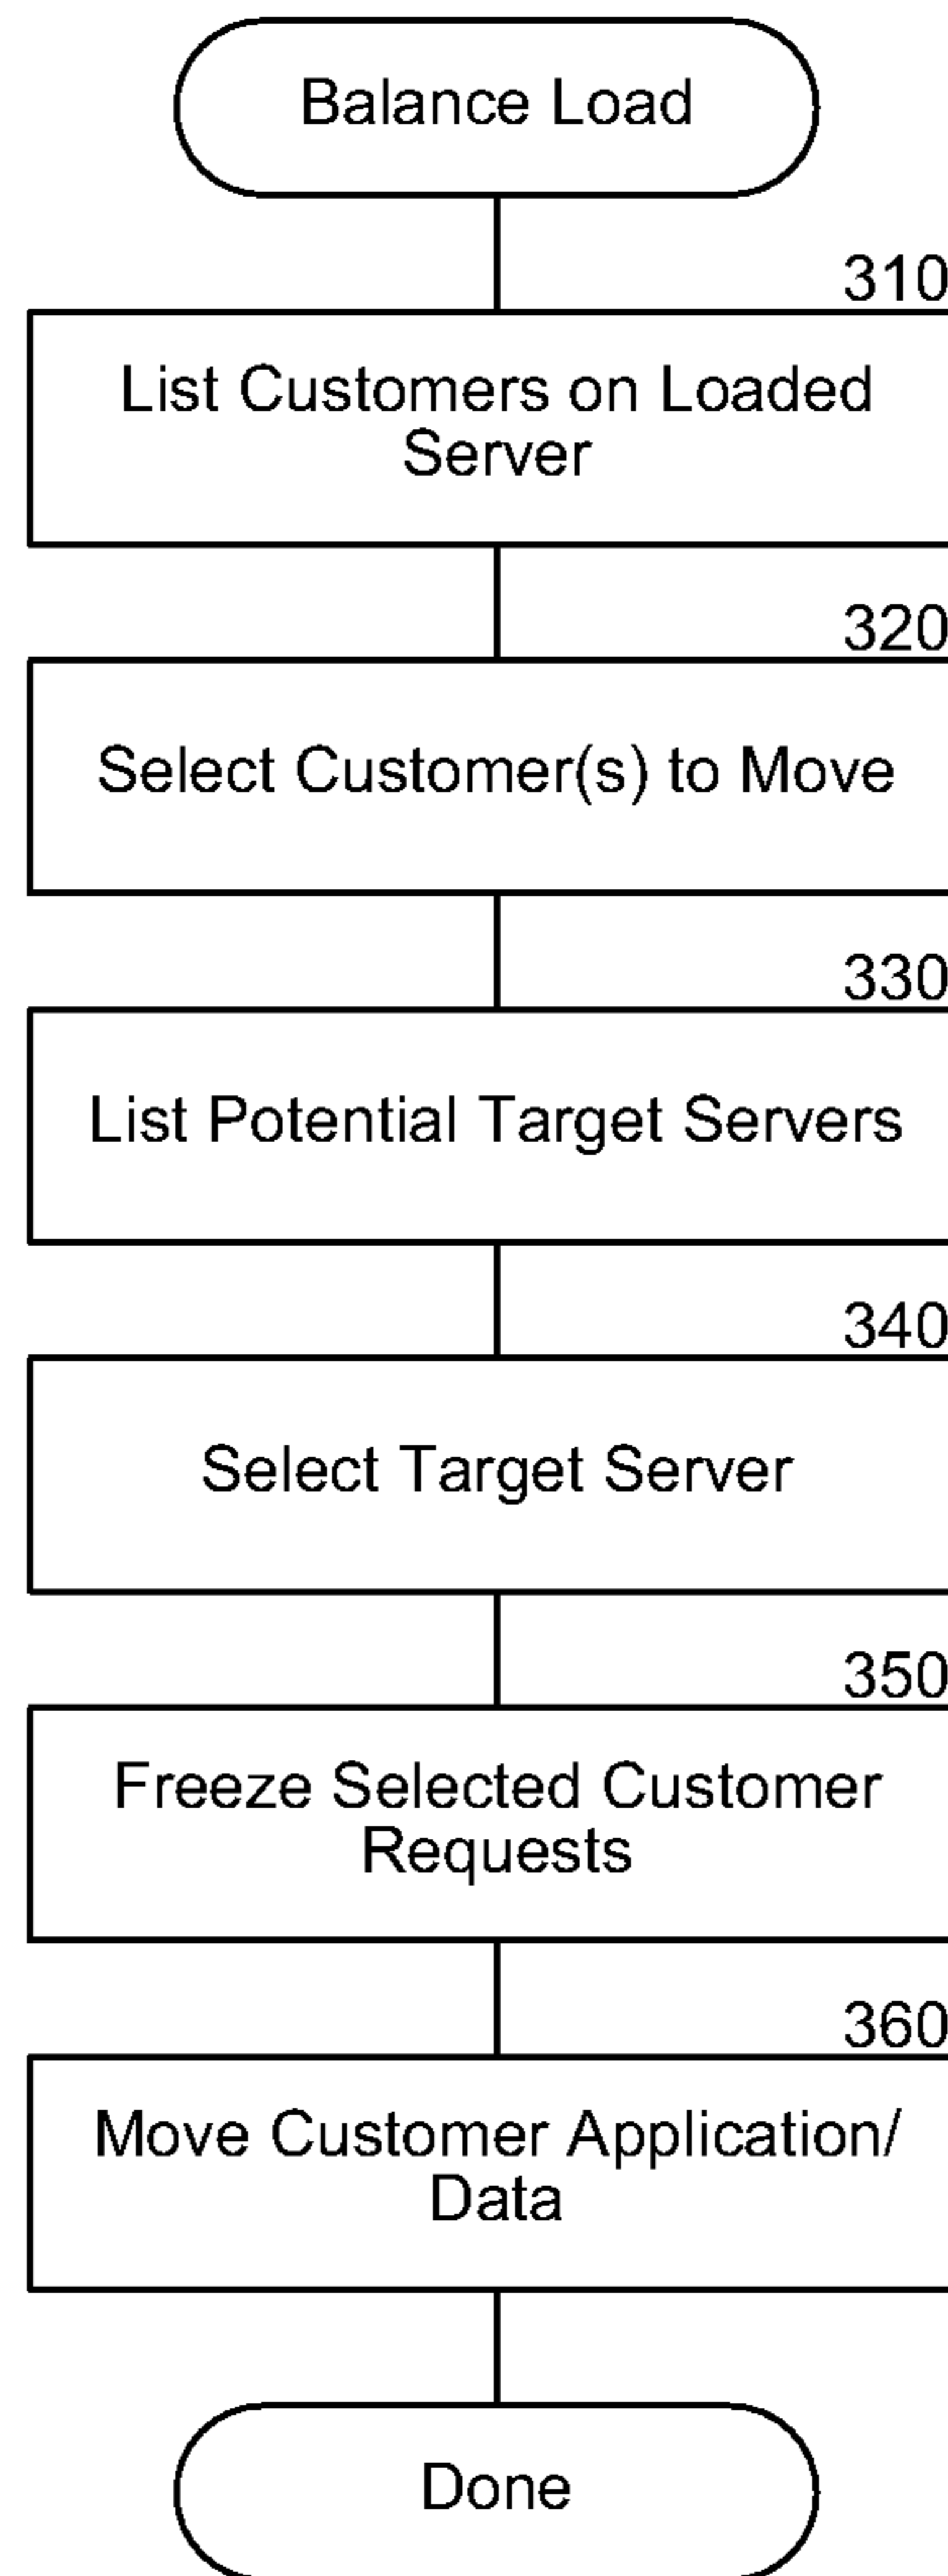 Balance Load
310
List Customers on Loaded
Server
320
Select Customer(s) to Move
330
List Potential Target Servers
340
Select Target Server
350
Freeze Selected Customer
Requests
360
Move Customer Application/
Data
Done